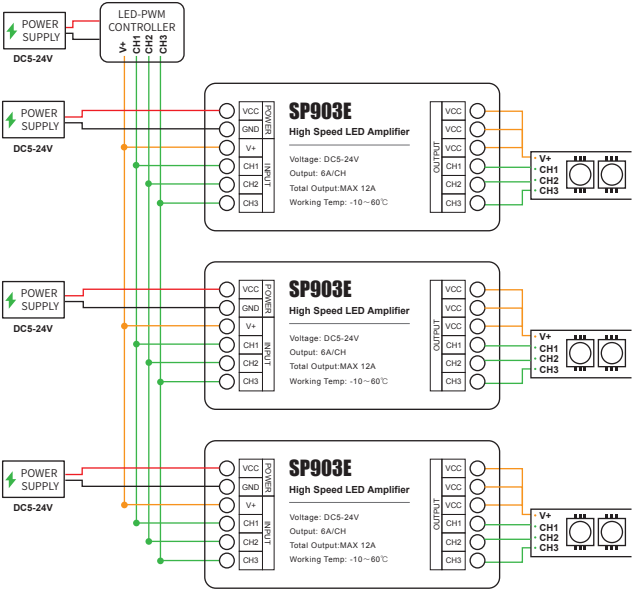 POWER
SUPPLY
DC5-24V
LED-PWM
CONTROLLER
V+
CH1
CH2
CH3
POWER
SUPPLY
DC5-24V
VCC
GND
V+
CH1
CH2
CH3
POWER
INPUT
SP903E
High Speed LED Amplifier
Voltage: DC5-24V
Output: 6A/CH
Total Output:MAX 12A
Working Temp: -10~60℃
OUTPUT
VCC
VCC
VCC
CH1
CH2
CH3
V+
CH1
CH2
CH3
POWER
SUPPLY
DC5-24V
VCC
GND
V+
CH1
CH2
CH3
POWER
INPUT
SP903E
High Speed LED Amplifier
Voltage: DC5-24V
Output: 6A/CH
Total Output:MAX 12A
Working Temp: -10~60℃
OUTPUT
VCC
VCC
VCC
CH1
CH2
CH3
V+
CH1
CH2
CH3
POWER
SUPPLY
DC5-24V
VCC
GND
V+
CH1
CH2
CH3
POWER
INPUT
SP903E
High Speed LED Amplifier
Voltage: DC5-24V
Output: 6A/CH
Total Output:MAX 12A
Working Temp: -10~60℃
OUTPUT
VCC
VCC
VCC
CH1
CH2
CH3
V+
CH1
CH2
CH3